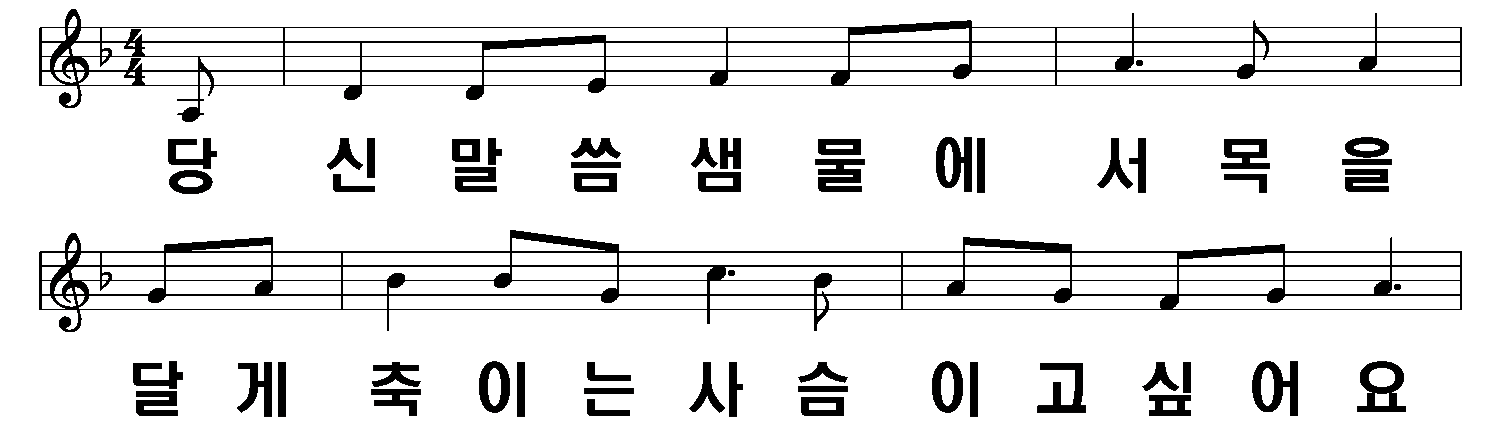 당 신 말 씀 샘 물 에 서 목 을
달 게 축 이 는 사 슴 이 고 싶 어 요